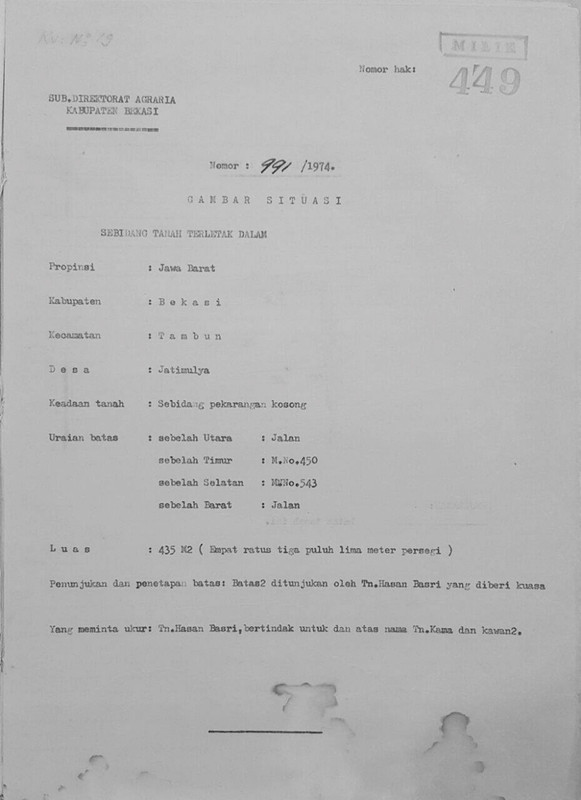 MILIK
Nomor hak: 449
SUB.DIREKTORAT AGRARIA
KABUPATEN BEKASI
Nomor : 991 /1974.
GAMBAR SITUASI
SEBIDANG TANAH TERLETAK DALAM
Propinsi : Jawa Barat
Kabupaten : B e k a s i
Kecamatan : T a m b u n
D e s a : Jatimulya
Keadaan tanah : Sebidang pekarangan kosong
Uraian batas : sebelah Utara : Jalan
sebelah Timur : M.No.450
sebelah Selatan : M.No.543
sebelah Barat : Jalan
L u a s : 435 M2 ( Empat ratus tiga puluh lima meter persegi )
Penunjukan dan penetapan batas: Batas2 ditunjukan oleh Tn.Hasan Basri yang diberi kuasa
Yang meminta ukur: Tn.Hasan Basri,bertindak untuk dan atas nama Tn.Kama dan kawan2.